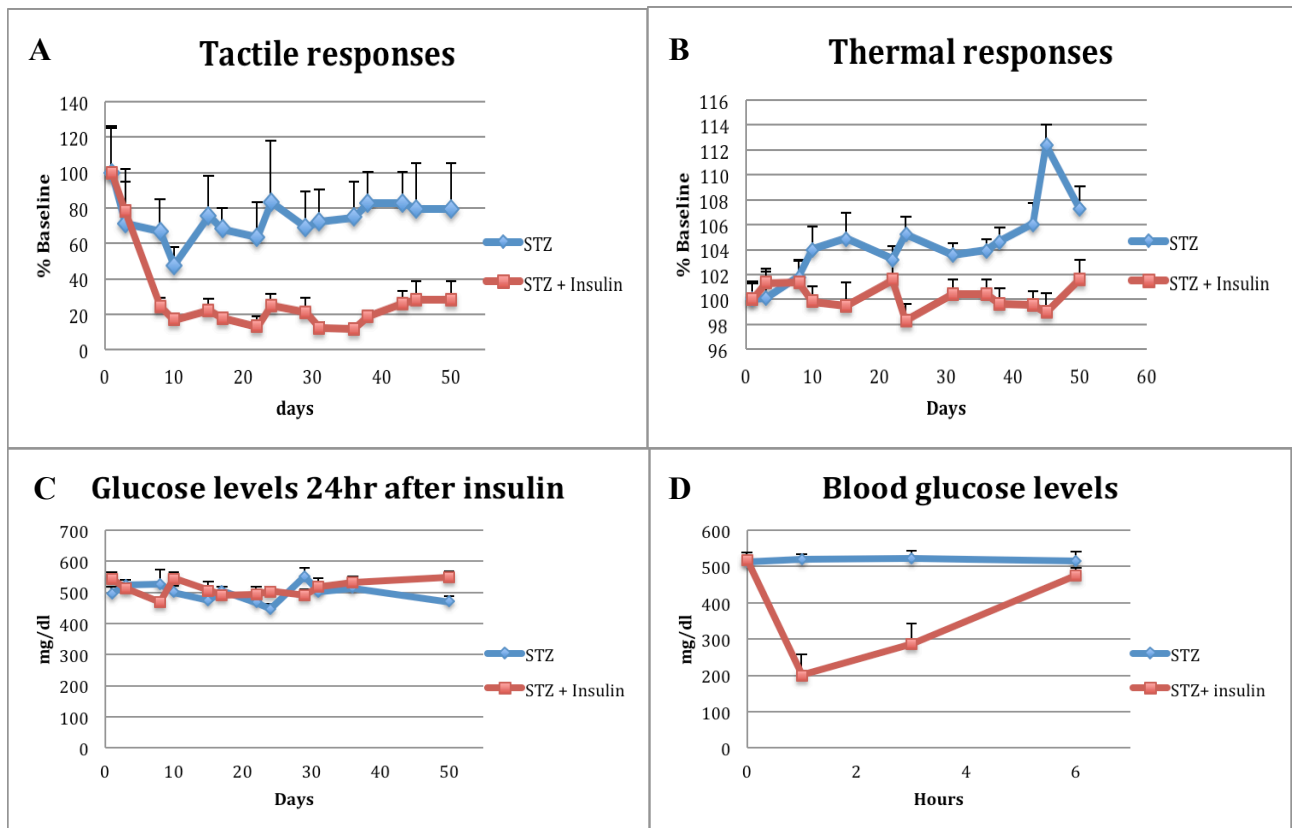 A
Tactile responses
% Baseline
140
120
100
80
60
40
20
0
0 10 20 30 40 50
days
STZ
STZ + Insulin
B
Thermal responses
% Baseline
116
114
112
110
108
106
104
102
100
98
96
0 10 20 30 40 50 60
Days
STZ
STZ + Insulin
C
Glucose levels 24hr after insulin
mg/dl
700
600
500
400
300
200
100
0
0 10 20 30 40 50
Days
STZ
STZ + Insulin
D
Blood glucose levels
mg/dl
600
500
400
300
200
100
0
0 2 4 6
Hours
STZ
STZ+ insulin